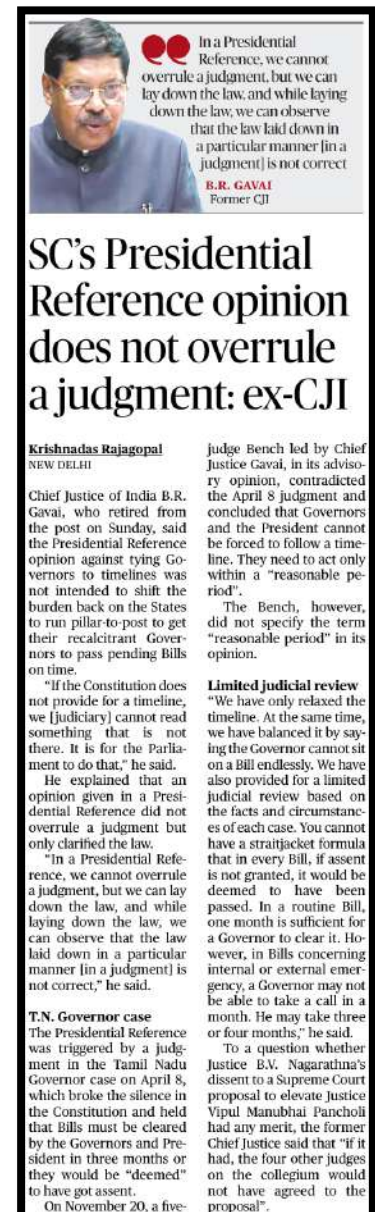 In a Presidential
Reference, we cannot
overrule a judgment, but we can
lay down the law, and while laying
down the law, we can observe
that the law laid down in
a particular manner [in a
judgment] is not correct
B.R. GAVAI
Former CJI
SC's Presidential
Reference opinion
does not overrule
a judgment: ex-CJI
Krishnadas Rajagopal
NEW DELHI
Chief Justice of India B.R.
Gavai, who retired from
the post on Sunday, said
the Presidential Reference
opinion against tying Go-
vernors to timelines was
not intended to shift the
burden back on the States
to run pillar-to-post to get
their recalcitrant Gover-
nors to pass pending Bills
on time.
"If the Constitution does
not provide for a timeline,
we [judiciary] cannot read
something that is not
there. It is for the Parlia-
ment to do that," he said.
He explained that an
opinion given in a Presi-
dential Reference did not
overrule a judgment but
only clarified the law.
"In a Presidential Refe-
rence, we cannot overrule
a judgment, but we can lay
down the law, and while
laying down the law, we
can observe that the law
laid down in a particular
manner [in a judgment] is
not correct," he said.
T.N. Governor case
The Presidential Reference
was triggered by a judg-
ment in the Tamil Nadu
Governor case on April 8,
which broke the silence in
the Constitution and held
that Bills must be cleared
by the Governors and Pre-
sident in three months or
they would be "deemed"
to have got assent.
On November 20, a five-
judge Bench led by Chief
Justice Gavai, in its adviso-
ry opinion, contradicted
the April 8 judgment and
concluded that Governors
and the President cannot
be forced to follow a time-
line. They need to act only
within a "reasonable pe-
riod".
The Bench, however,
did not specify the term
"reasonable period" in its
opinion.
Limited judicial review
"We have only relaxed the
timeline. At the same time,
we have balanced it by say-
ing the Governor cannot sit
on a Bill endlessly. We have
also provided for a limited
judicial review based on
the facts and circumstanc-
es of each case. You cannot
have a straitjacket formula
that in every Bill, if assent
is not granted, it would be
deemed to have been
passed. In a routine Bill,
one month is sufficient for
a Governor to clear it. Ho-
wever, in Bills concerning
internal or external emer-
gency, a Governor may not
be able to take a call in a
month. He may take three
or four months," he said.
To a question whether
Justice B.V. Nagarathna's
dissent to a Supreme Court
proposal to elevate Justice
Vipul Manubhai Pancholi
had any merit, the former
Chief Justice said that "if it
had, the four other judges
on the collegium would
not have agreed to the
proposal".